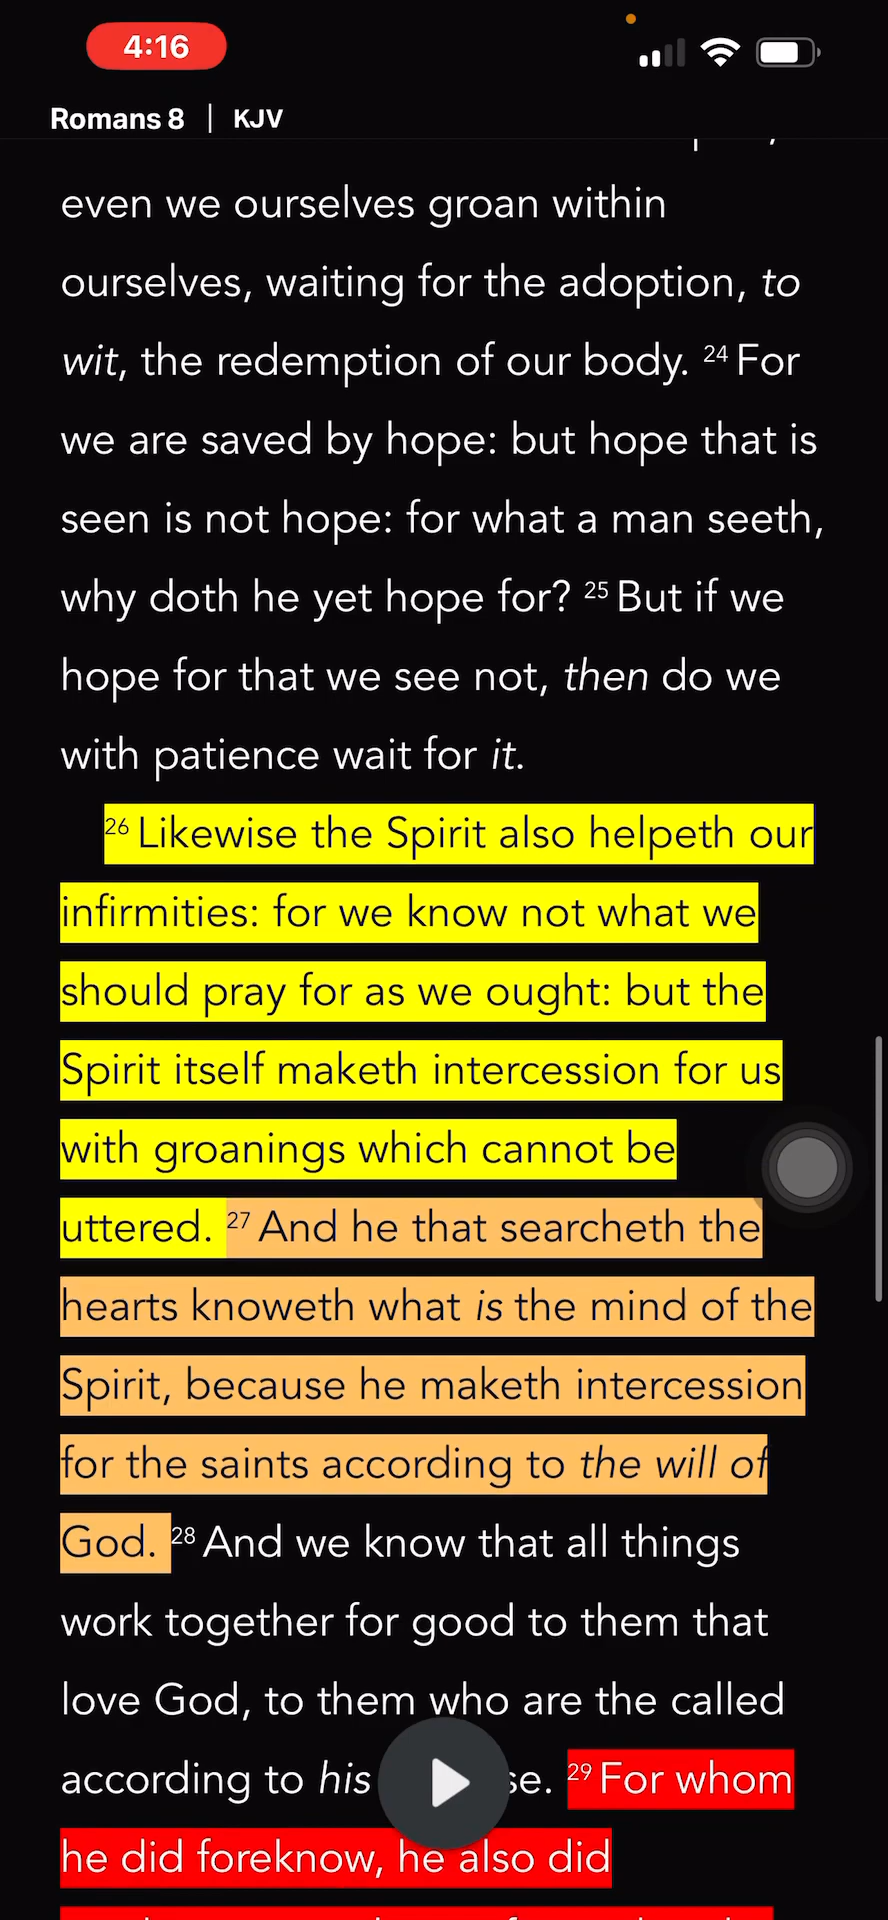 4:16
Romans 8 | KJV
even we ourselves groan within
ourselves, waiting for the adoption, to
wit, the redemption of our body. 24 For
we are saved by hope: but hope that is
seen is not hope: for what a man seeth,
why doth he yet hope for? 25 But if we
hope for that we see not, then do we
with patience wait for it.
26 Likewise the Spirit also helpeth our
infirmities: for we know not what we
should pray for as we ought: but the
Spirit itself maketh intercession for us
with groanings which cannot be
uttered. 27 And he that searcheth the
hearts knoweth what is the mind of the
Spirit, because he maketh intercession
for the saints according to the will of
God. 28 And we know that all things
work together for good to them that
love God, to them who are the called
according to his se. 29 For whom
he did foreknow, he also did